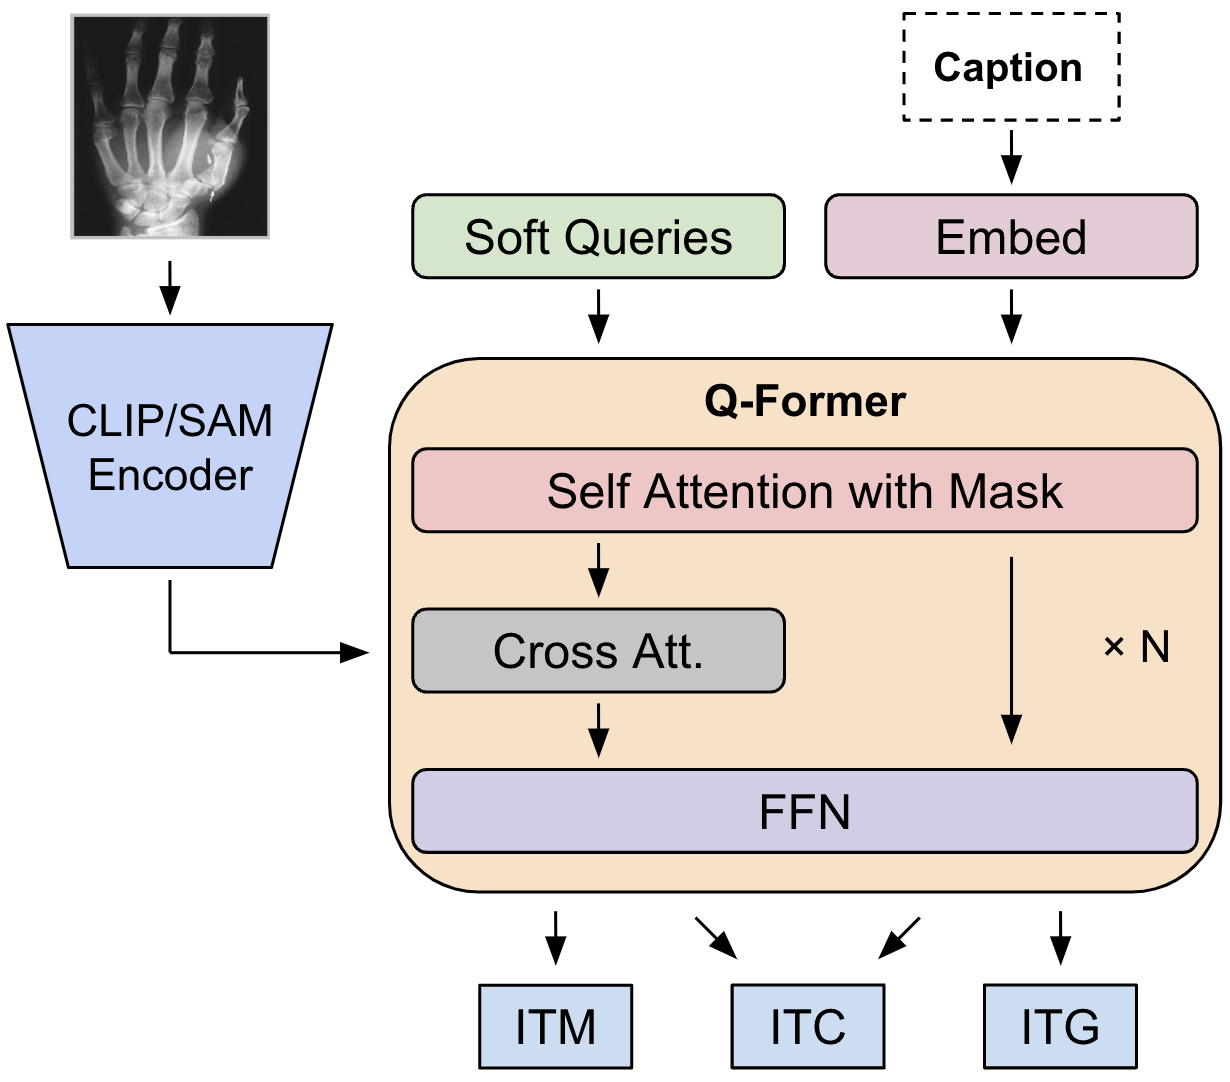 Caption
Soft Queries
Embed
CLIP/SAM
Encoder
Q-Former
Self Attention with Mask
Cross Att.
× N
FFN
ITM
ITC
ITG